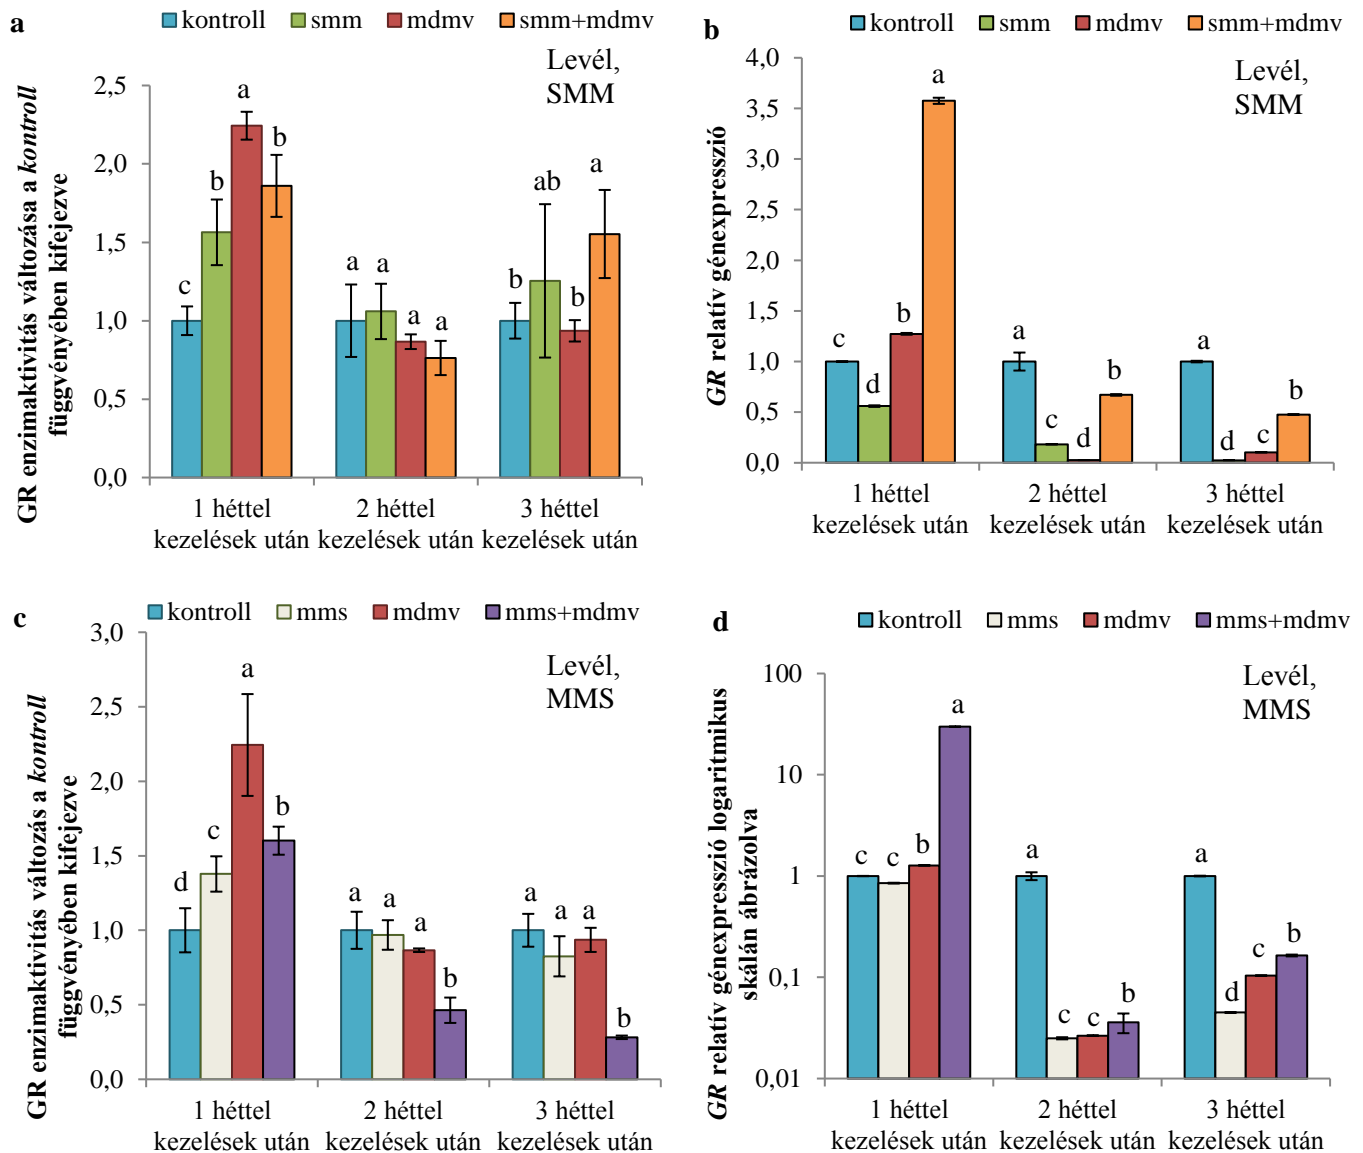 a
kontroll smm mdmv smm+mdmv
Levél,
SMM
GR enzimaktivitás változása a kontroll
függvényében kifejezve
2,5
2,0
1,5
1,0
0,5
0,0
c b a b
a a a a
b ab b a
1 héttel
kezelések után
2 héttel
kezelések után
3 héttel
kezelések után
b
kontroll smm mdmv smm+mdmv
Levél,
SMM
GR relatív génexpresszió
4,0
3,5
3,0
2,5
2,0
1,5
1,0
0,5
0,0
c d b a
a c d b
a d c b
1 héttel
kezelések után
2 héttel
kezelések után
3 héttel
kezelések után
c
kontroll mms mdmv mms+mdmv
Levél,
MMS
GR enzimaktivitás változás a kontroll
függvényében kifejezve
3,0
2,5
2,0
1,5
1,0
0,5
0,0
d c a b
a a a b
a a a b
1 héttel
kezelések után
2 héttel
kezelések után
3 héttel
kezelések után
d
kontroll mms mdmv mms+mdmv
Levél,
MMS
GR relatív génexpresszió logaritmikus
skálán ábrázolva
100
10
1
0,1
0,01
c c b a
a c c b
a d c b
1 héttel
kezelések után
2 héttel
kezelések után
3 héttel
kezelések után